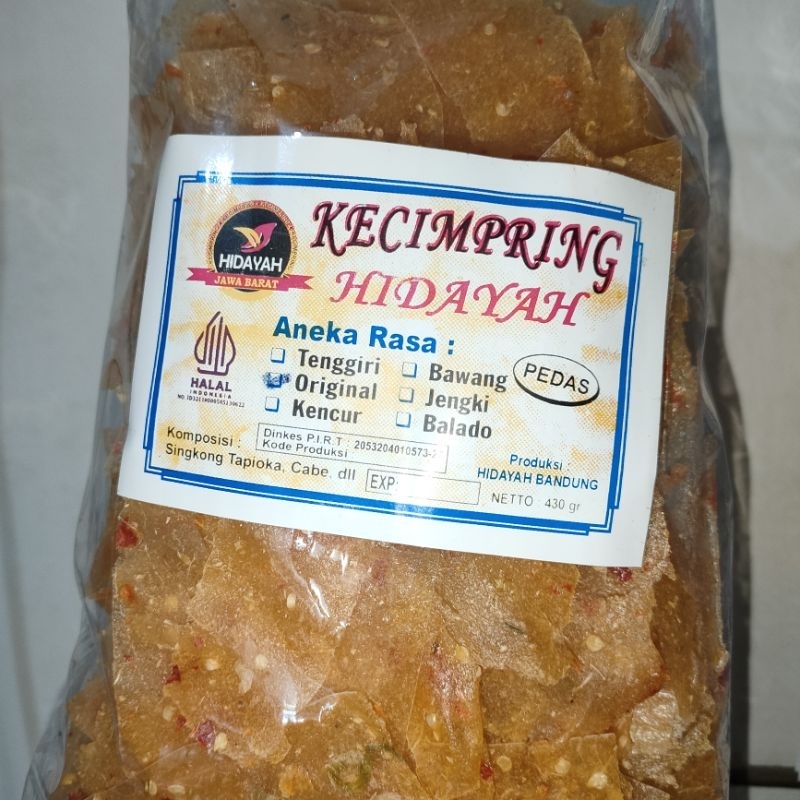 HIDAYAH
JAWA BARAT
KECIMPRING
HIDAYAH
Aneka Rasa :
Tenggiri
Bawang
PEDAS
Original
Jengki
Kencur
Balado
HALAL
INDONESIA
Komposisi :
Singkong Tapioka, Cabe, dll
Dinkes P.I.R.T : 2053204010573-2
Kode Produksi
EXP:
Produksi :
HIDAYAH BANDUNG
NETTO : 430 gr